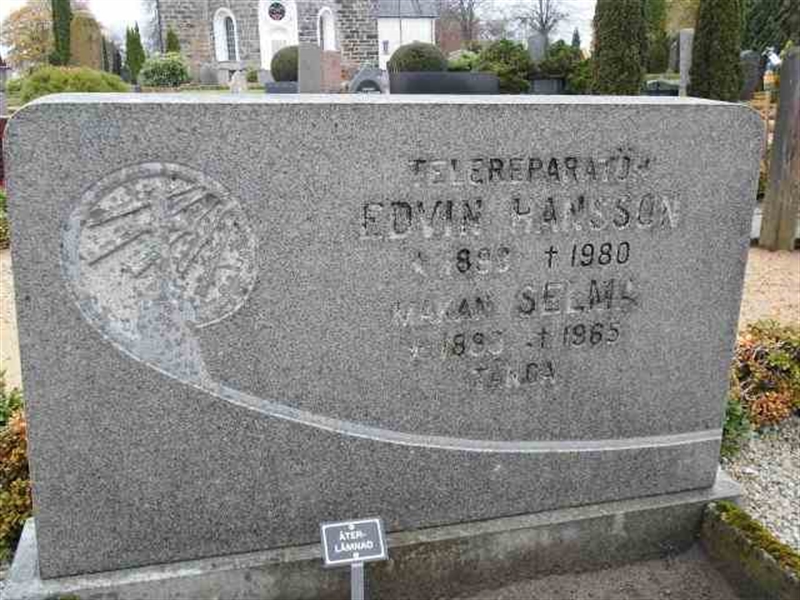 TELEREPARATÖR
EDVIN HANSSON
† 1980
MAKAN SELMA
† 1965
ÅTER-
LÄMNAD